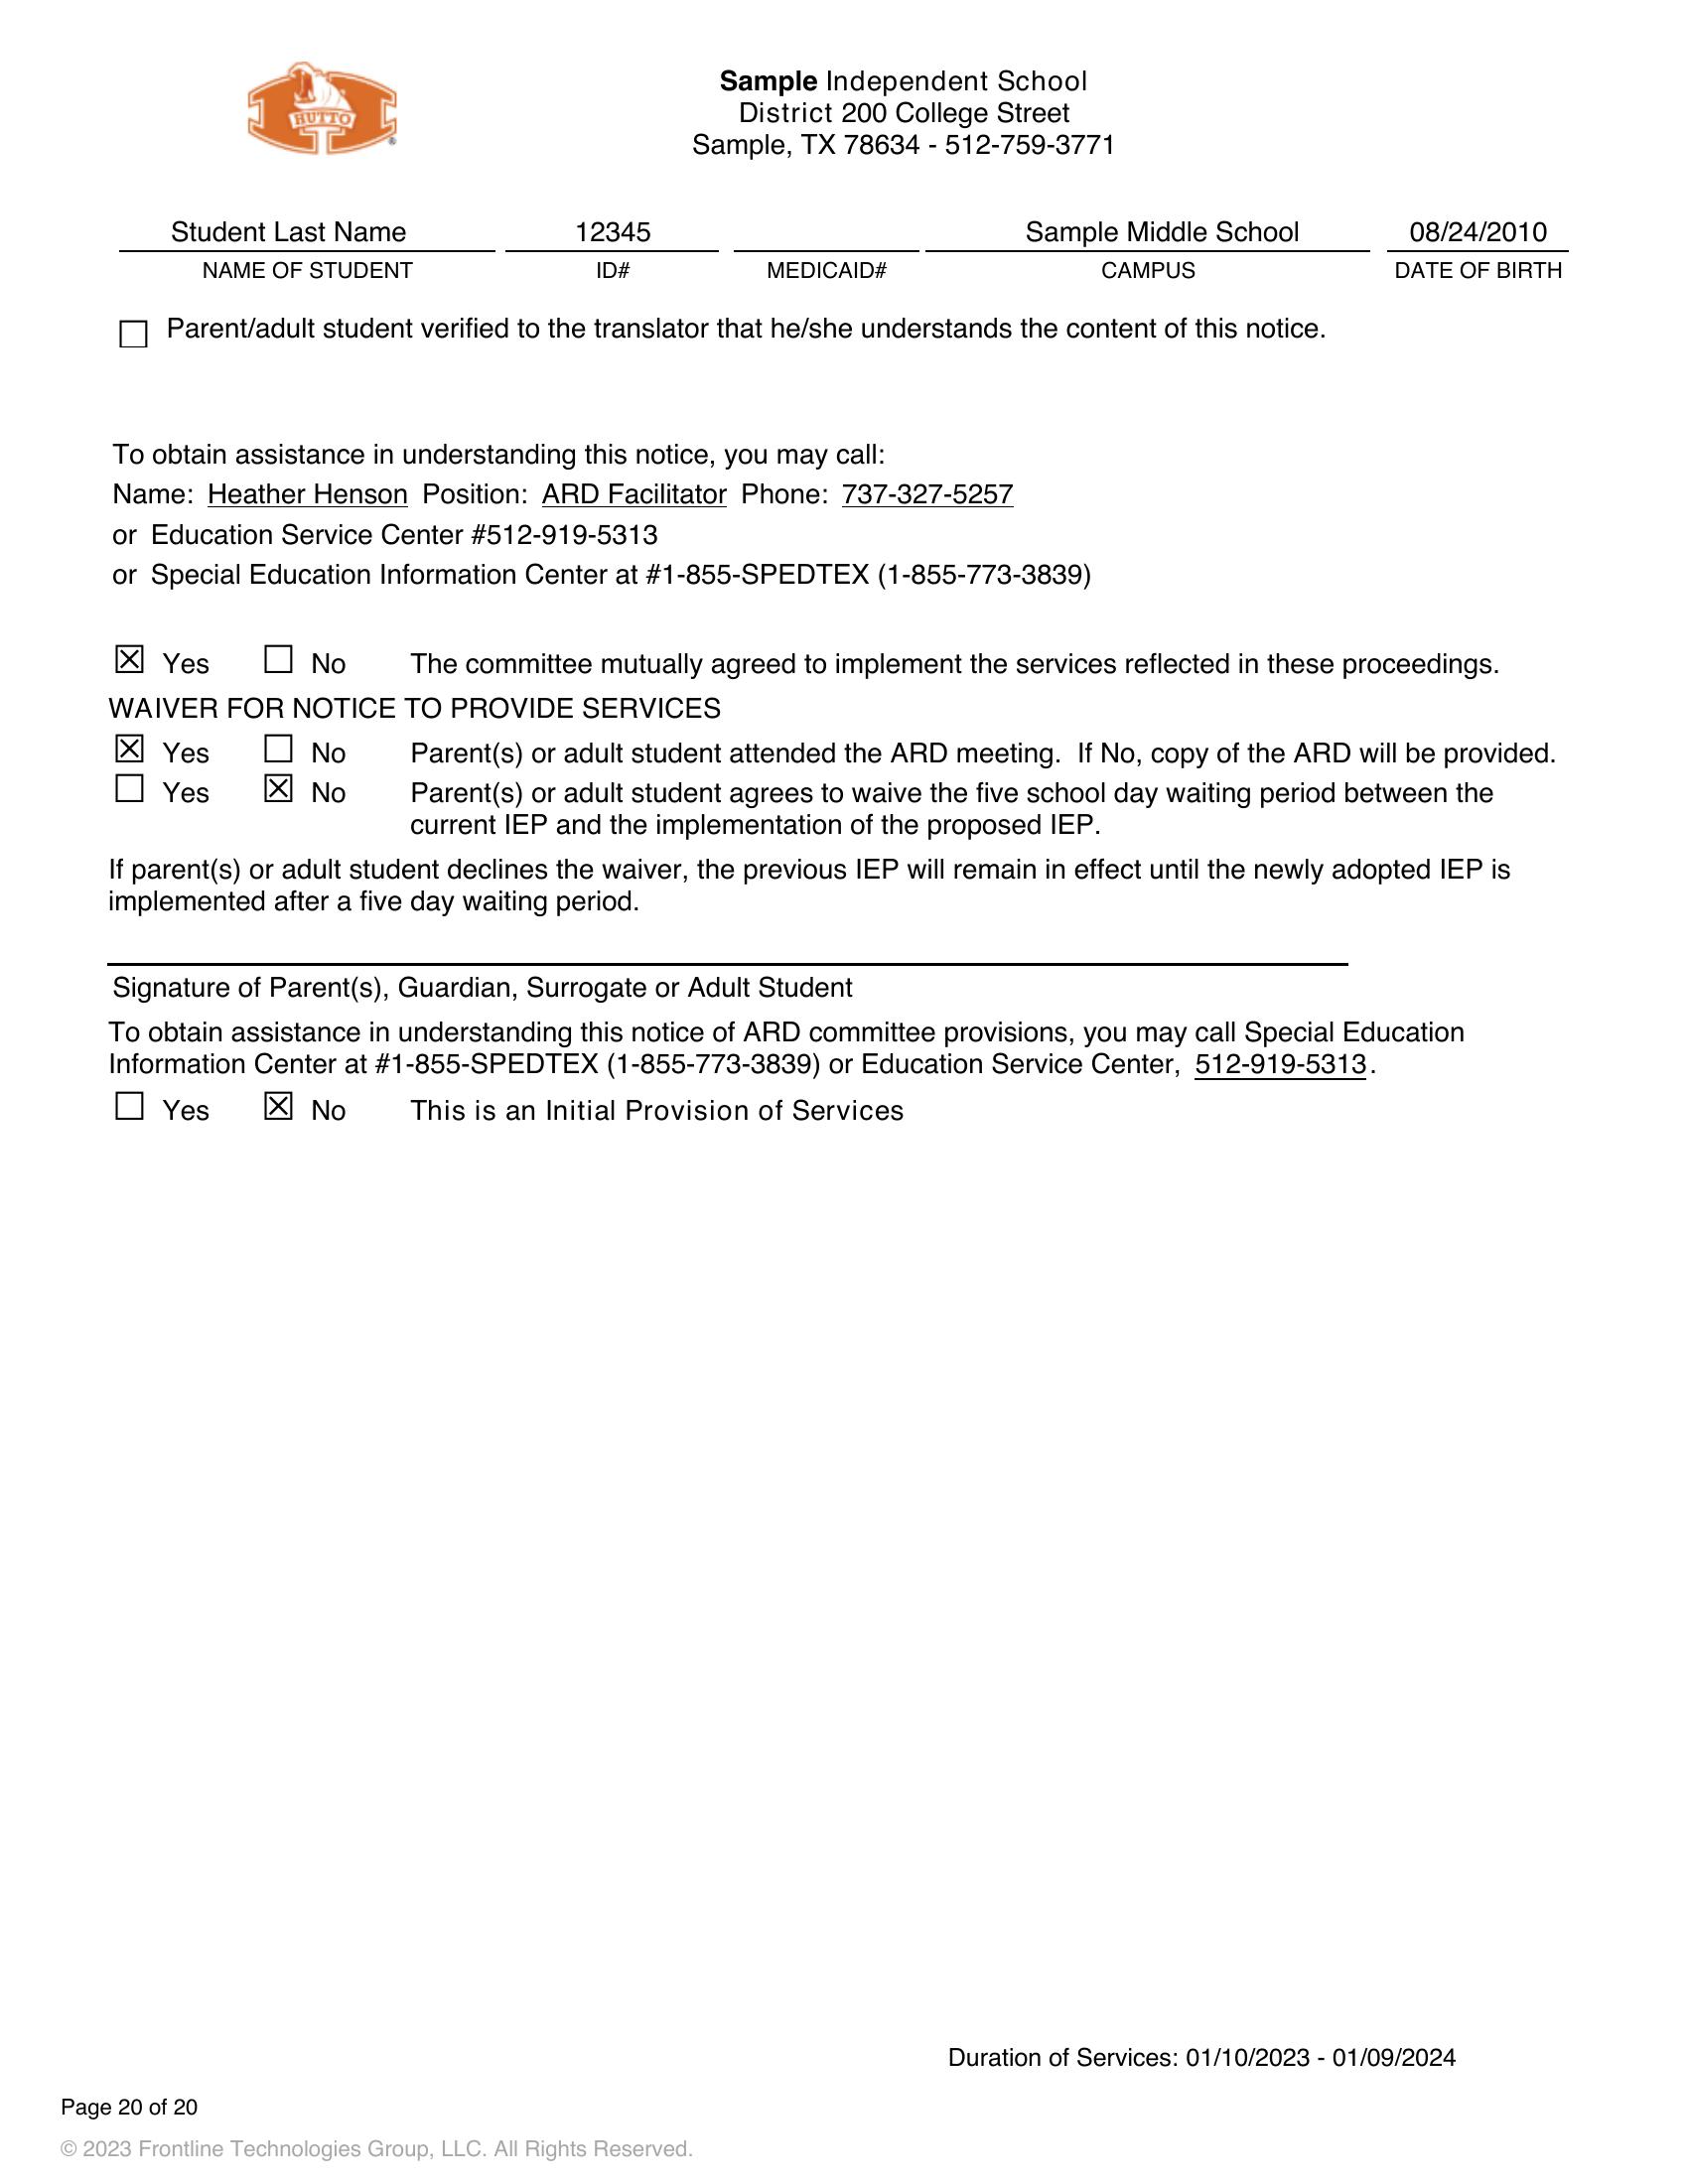 HUTTO
®
Sample Independent School
District 200 College Street
Sample, TX 78634 - 512-759-3771
Student Last Name 12345 Sample Middle School 08/24/2010
NAME OF STUDENT ID# MEDICAID# CAMPUS DATE OF BIRTH
☐ Parent/adult student verified to the translator that he/she understands the content of this notice.
To obtain assistance in understanding this notice, you may call:
Name: Heather Henson Position: ARD Facilitator Phone: 737-327-5257
or Education Service Center #512-919-5313
or Special Education Information Center at #1-855-SPEDTEX (1-855-773-3839)
☒ Yes ☐ No The committee mutually agreed to implement the services reflected in these proceedings.
WAIVER FOR NOTICE TO PROVIDE SERVICES
☒ Yes ☐ No Parent(s) or adult student attended the ARD meeting. If No, copy of the ARD will be provided.
☐ Yes ☒ No Parent(s) or adult student agrees to waive the five school day waiting period between the
current IEP and the implementation of the proposed IEP.
If parent(s) or adult student declines the waiver, the previous IEP will remain in effect until the newly adopted IEP is
implemented after a five day waiting period.
Signature of Parent(s), Guardian, Surrogate or Adult Student
To obtain assistance in understanding this notice of ARD committee provisions, you may call Special Education
Information Center at #1-855-SPEDTEX (1-855-773-3839) or Education Service Center, 512-919-5313.
☐ Yes ☒ No This is an Initial Provision of Services
Duration of Services: 01/10/2023 - 01/09/2024
Page 20 of 20
© 2023 Frontline Technologies Group, LLC. All Rights Reserved.